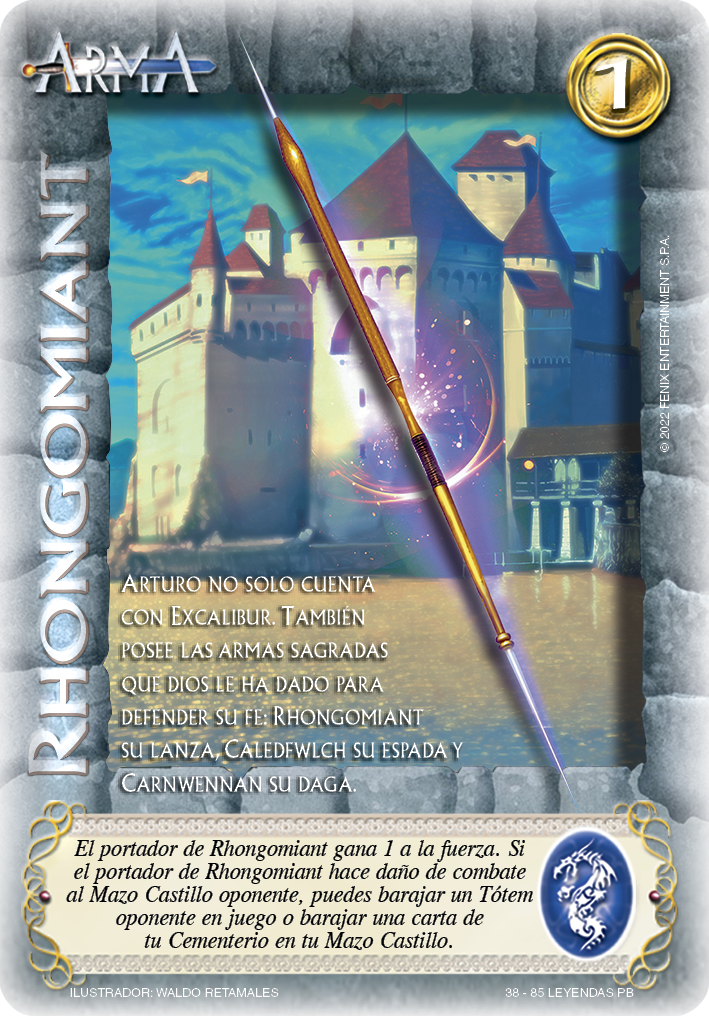 ARMA
1
RHONGOMIANT
© 2022 FENIX ENTERTAINMENT S.P.A.
ARTURO NO SOLO CUENTA
CON EXCALIBUR. TAMBIÉN
POSEE LAS ARMAS SAGRADAS
QUE DIOS LE HA DADO PARA
DEFENDER SU FE: RHONGOMIANT
SU LANZA, CALEDFWLCH SU ESPADA Y
CARNWENNAN SU DAGA.
El portador de Rhongomiant gana 1 a la fuerza. Si
el portador de Rhongomiant hace daño de combate
al Mazo Castillo oponente, puedes barajar un Tótem
oponente en juego o barajar una carta de
tu Cementerio en tu Mazo Castillo.
ILUSTRADOR: WALDO RETAMALES
38 - 85 LEYENDAS PB